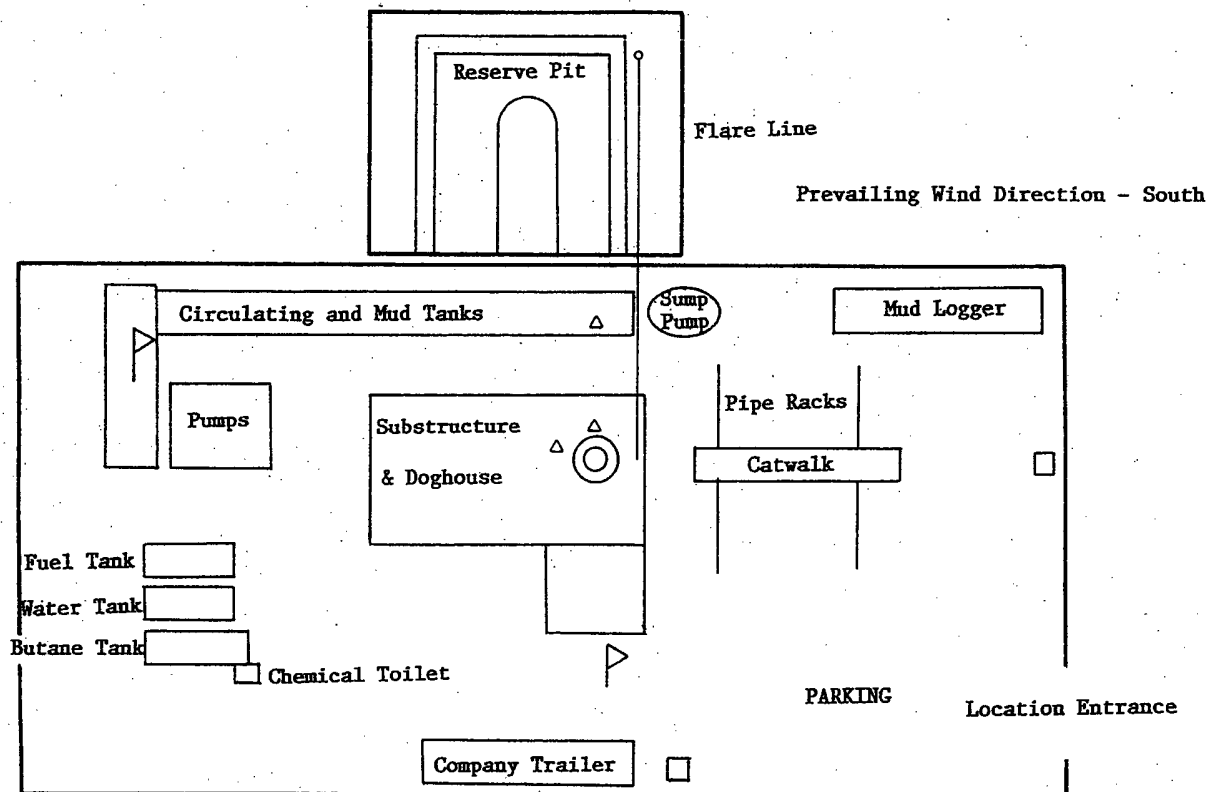 Reserve Pit
Flare Line
Prevailing Wind Direction - South
Circulating and Mud Tanks
Sump
Pump
Mud Logger
Pumps
Substructure
& Doghouse
Pipe Racks
Catwalk
Fuel Tank
Water Tank
Butane Tank
Chemical Toilet
PARKING
Location Entrance
Company Trailer